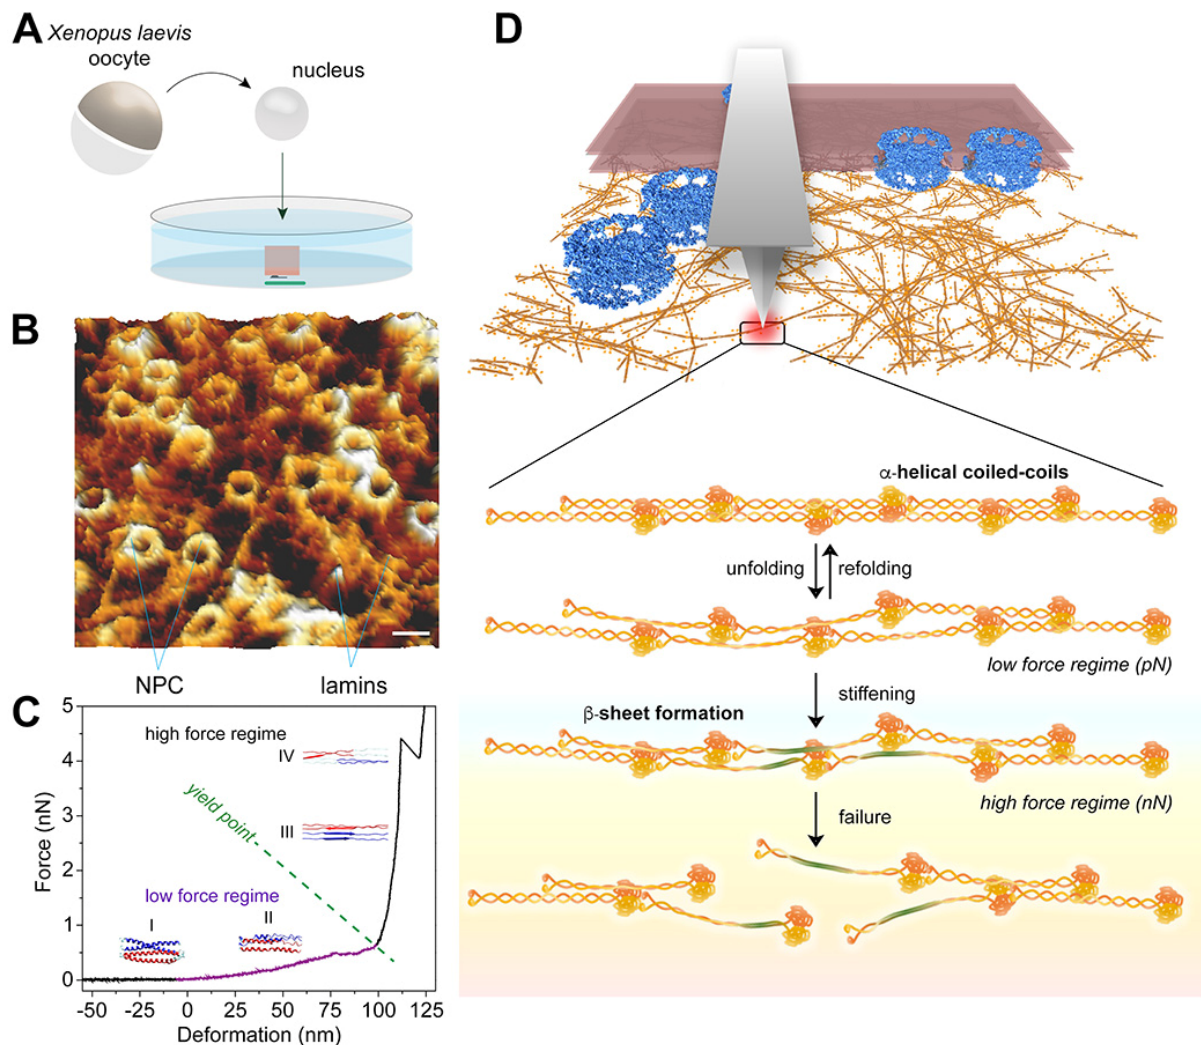 A
Xenopus laevis
oocyte
nucleus
B
NPC
lamins
C
5
4
3
2
1
0
Force (nN)
high force regime
IV
yield point
III
low force regime
I
II
-50
-25
0
25
50
75
100
125
Deformation (nm)
D
α-helical coiled-coils
unfolding
refolding
low force regime (pN)
stiffening
β-sheet formation
high force regime (nN)
failure